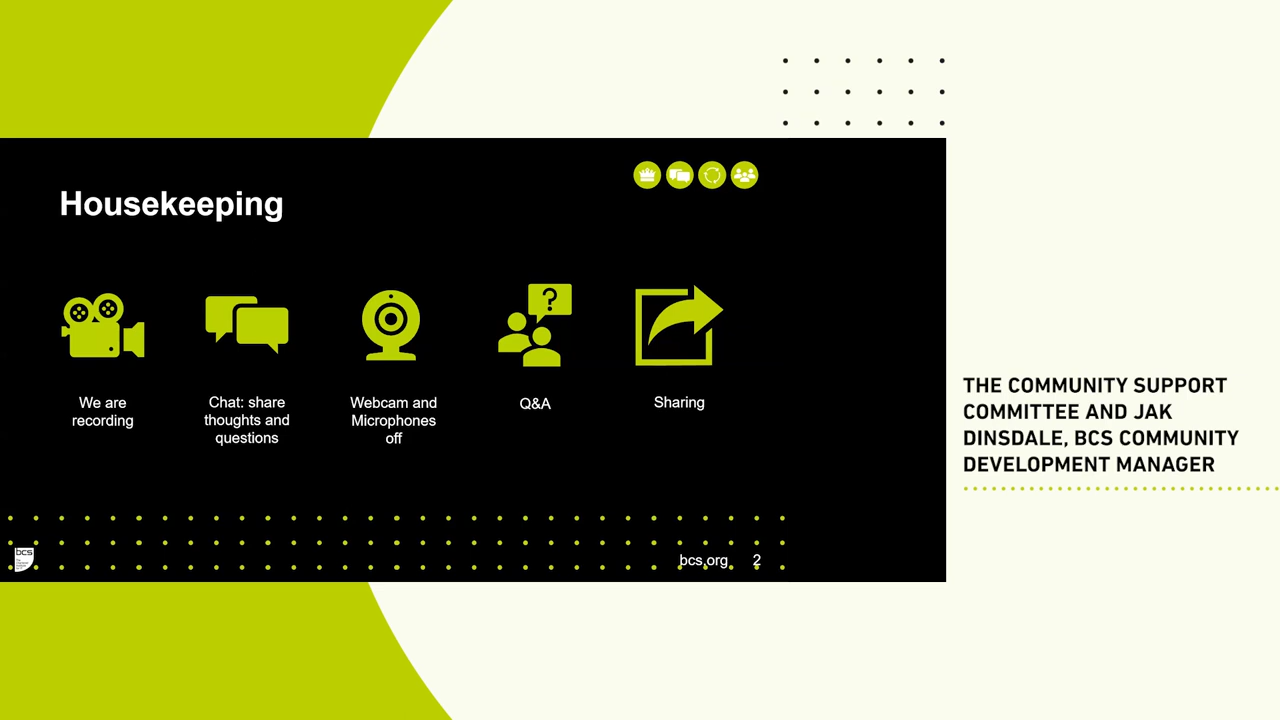 Housekeeping
We are
recording
Chat: share
thoughts and
questions
Webcam and
Microphones
off
?
Q&A
Sharing
bcs
bcs.org
2
THE COMMUNITY SUPPORT
COMMITTEE AND JAK
DINSDALE, BCS COMMUNITY
DEVELOPMENT MANAGER